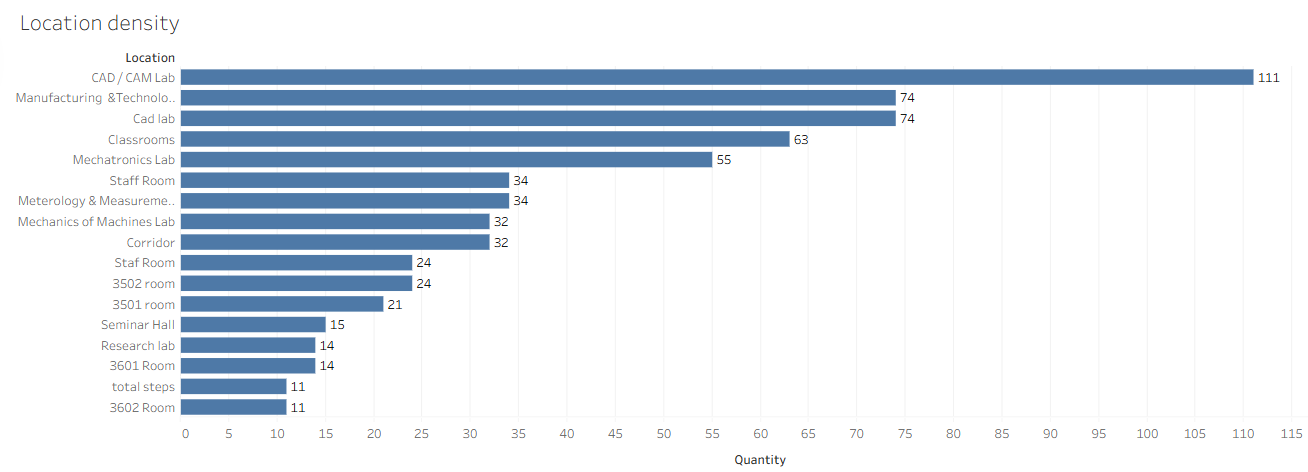 Location density
Location
CAD / CAM Lab 111
Manufacturing &Technolo.. 74
Cad lab 74
Classrooms 63
Mechatronics Lab 55
Staff Room 34
Meterology & Measureme.. 34
Mechanics of Machines Lab 32
Corridor 32
Staf Room 24
3502 room 24
3501 room 21
Seminar Hall 15
Research lab 14
3601 Room 14
total steps 11
3602 Room 11
0 5 10 15 20 25 30 35 40 45 50 55 60 65 70 75 80 85 90 95 100 105 110 115
Quantity